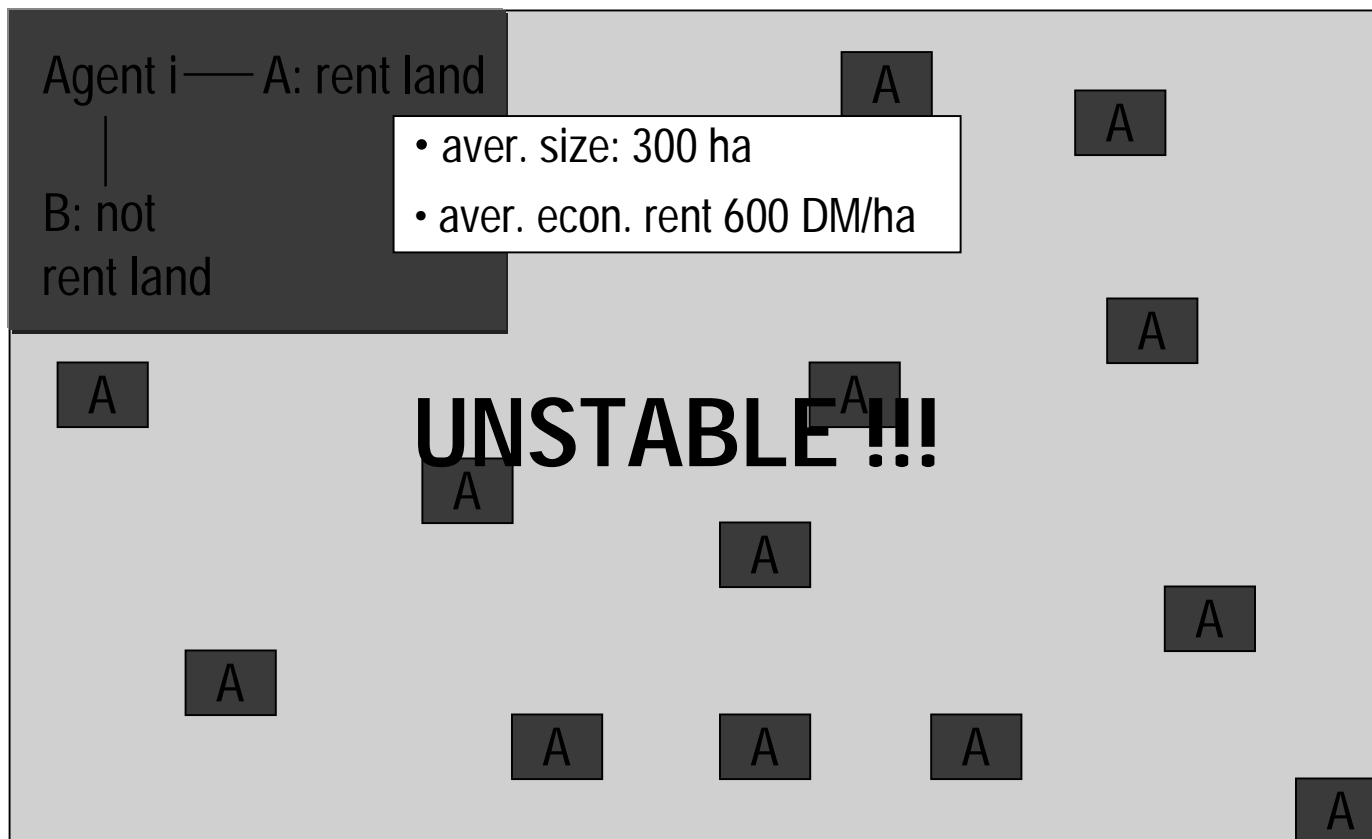 Agent i — A: rent land
B: not
rent land
• aver. size: 300 ha
• aver. econ. rent 600 DM/ha
A
A
A
A
A
UNSTABLE !!!
A
A
A
A
A
A
A
A